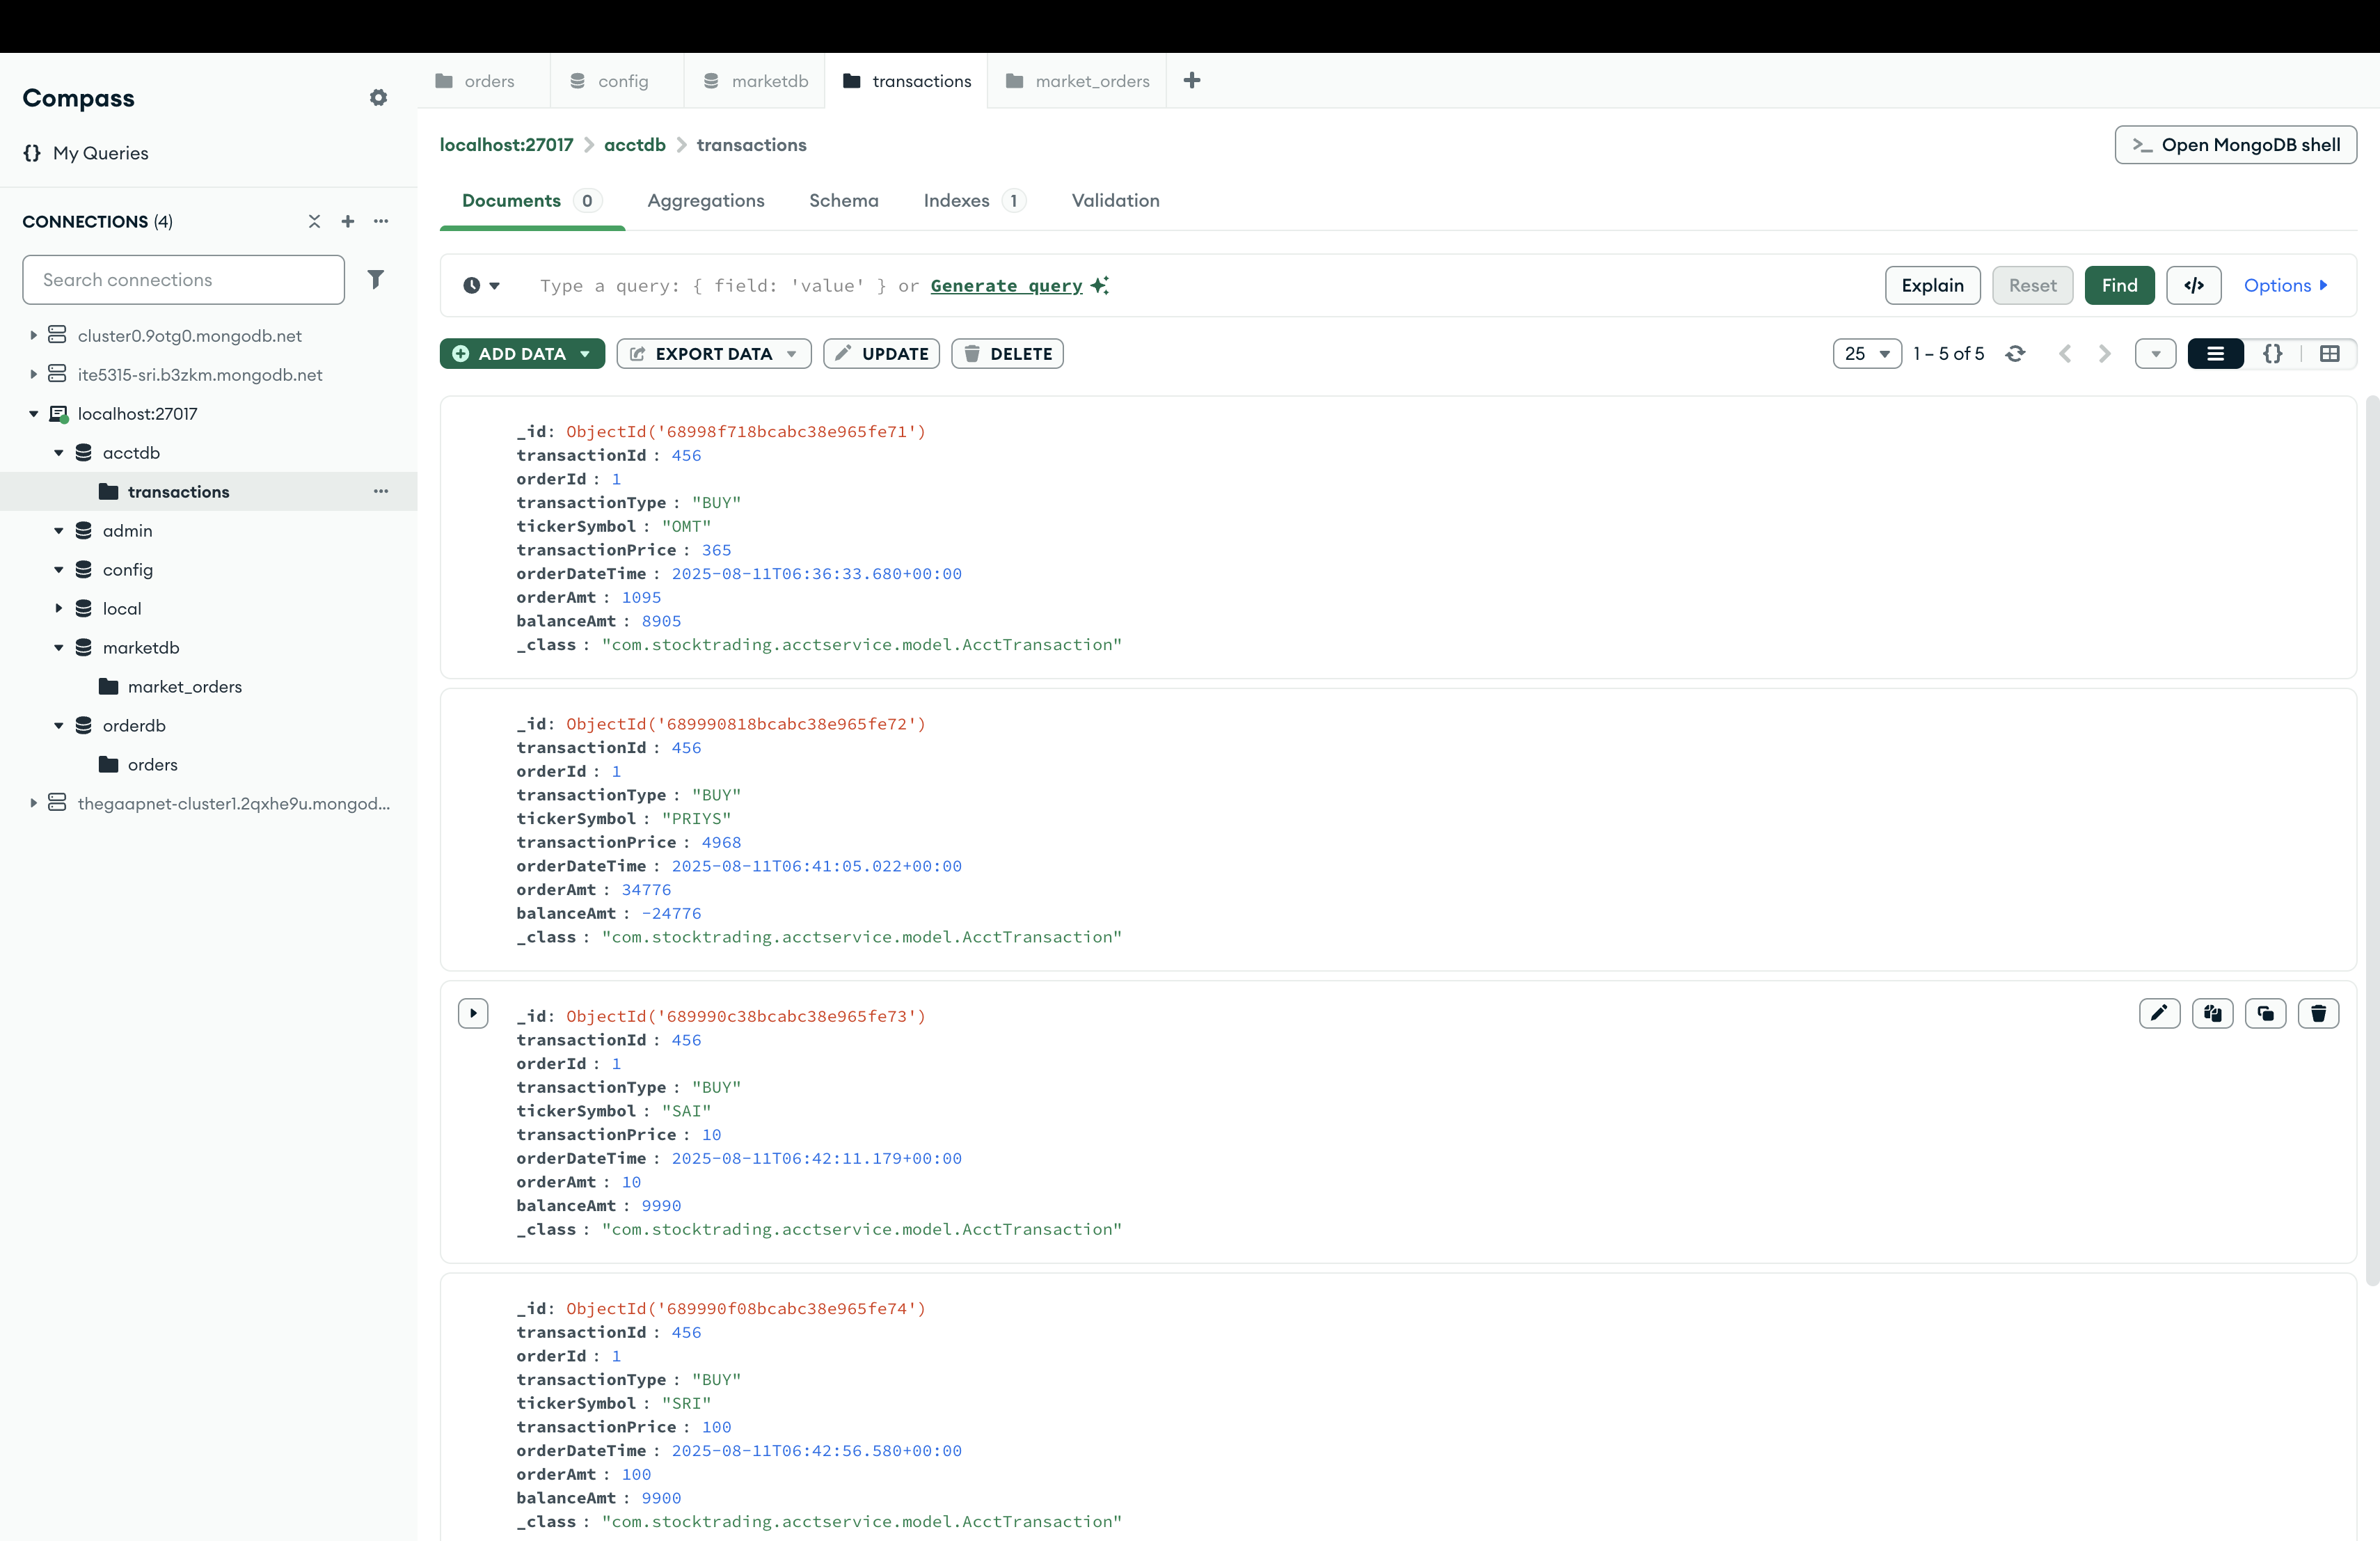 Compass
{} My Queries
CONNECTIONS (4)
Search connections
cluster0.9otg0.mongodb.net
ite5315-sri.b3zkm.mongodb.net
localhost:27017
acctdb
transactions
admin
config
local
marketdb
market_orders
orderdb
orders
thegaapnet-cluster1.2qxhe9u.mongod...
orders config marketdb transactions market_orders
localhost:27017 > acctdb > transactions
>_ Open MongoDB shell
Documents 0 Aggregations Schema Indexes 1 Validation
Type a query: { field: 'value' } or Generate query
Explain Reset Find </> Options
ADD DATA EXPORT DATA UPDATE DELETE
25 1 – 5 of 5 {}
_id: ObjectId('68998f718bcabc38e965fe71')
transactionId : 456
orderId : 1
transactionType : "BUY"
tickerSymbol : "OMT"
transactionPrice : 365
orderDateTime : 2025-08-11T06:36:33.680+00:00
orderAmt : 1095
balanceAmt : 8905
_class : "com.stocktrading.acctservice.model.AcctTransaction"
_id: ObjectId('689990818bcabc38e965fe72')
transactionId : 456
orderId : 1
transactionType : "BUY"
tickerSymbol : "PRIYS"
transactionPrice : 4968
orderDateTime : 2025-08-11T06:41:05.022+00:00
orderAmt : 34776
balanceAmt : -24776
_class : "com.stocktrading.acctservice.model.AcctTransaction"
_id: ObjectId('689990c38bcabc38e965fe73')
transactionId : 456
orderId : 1
transactionType : "BUY"
tickerSymbol : "SAI"
transactionPrice : 10
orderDateTime : 2025-08-11T06:42:11.179+00:00
orderAmt : 10
balanceAmt : 9990
_class : "com.stocktrading.acctservice.model.AcctTransaction"
_id: ObjectId('689990f08bcabc38e965fe74')
transactionId : 456
orderId : 1
transactionType : "BUY"
tickerSymbol : "SRI"
transactionPrice : 100
orderDateTime : 2025-08-11T06:42:56.580+00:00
orderAmt : 100
balanceAmt : 9900
_class : "com.stocktrading.acctservice.model.AcctTransaction"